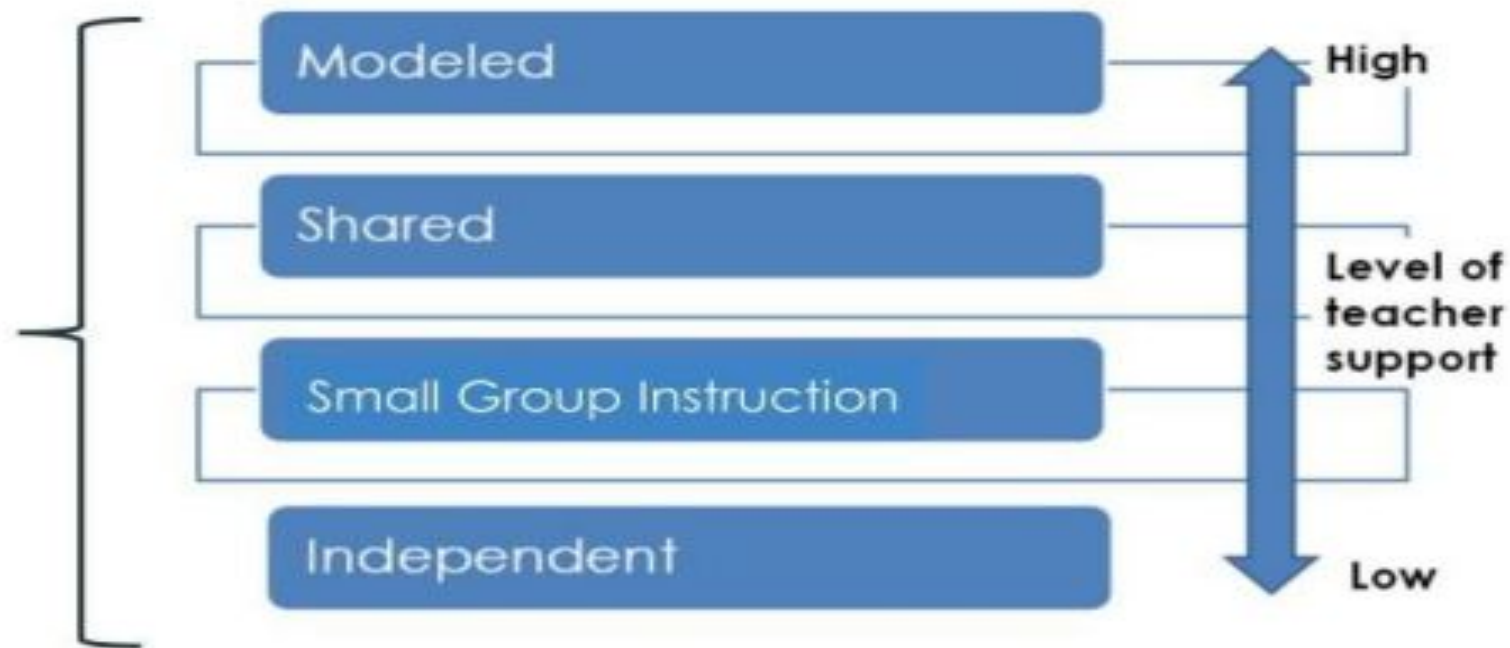 Modeled
High
Shared
Level of
teacher
support
Small Group Instruction
Independent
Low